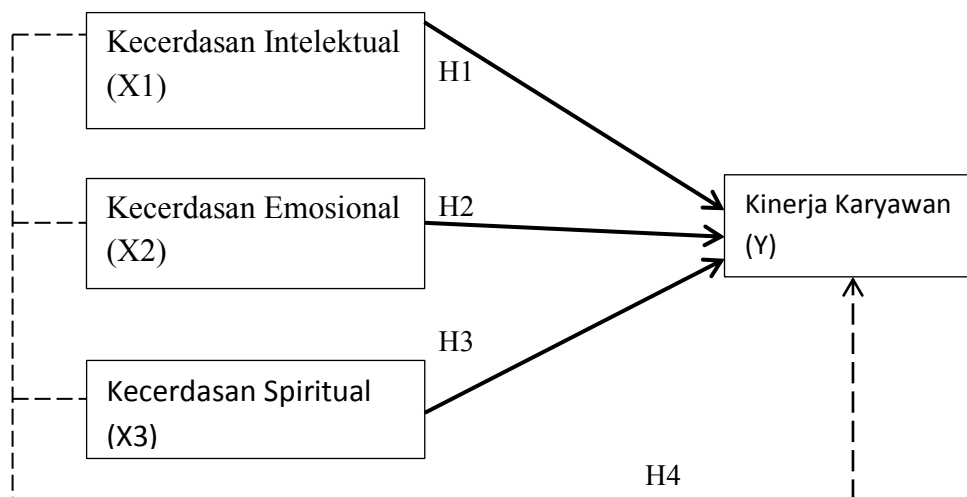 Kecerdasan Intelektual
(X1)
H1
Kecerdasan Emosional
(X2)
H2
Kinerja Karyawan
(Y)
H3
Kecerdasan Spiritual
(X3)
H4